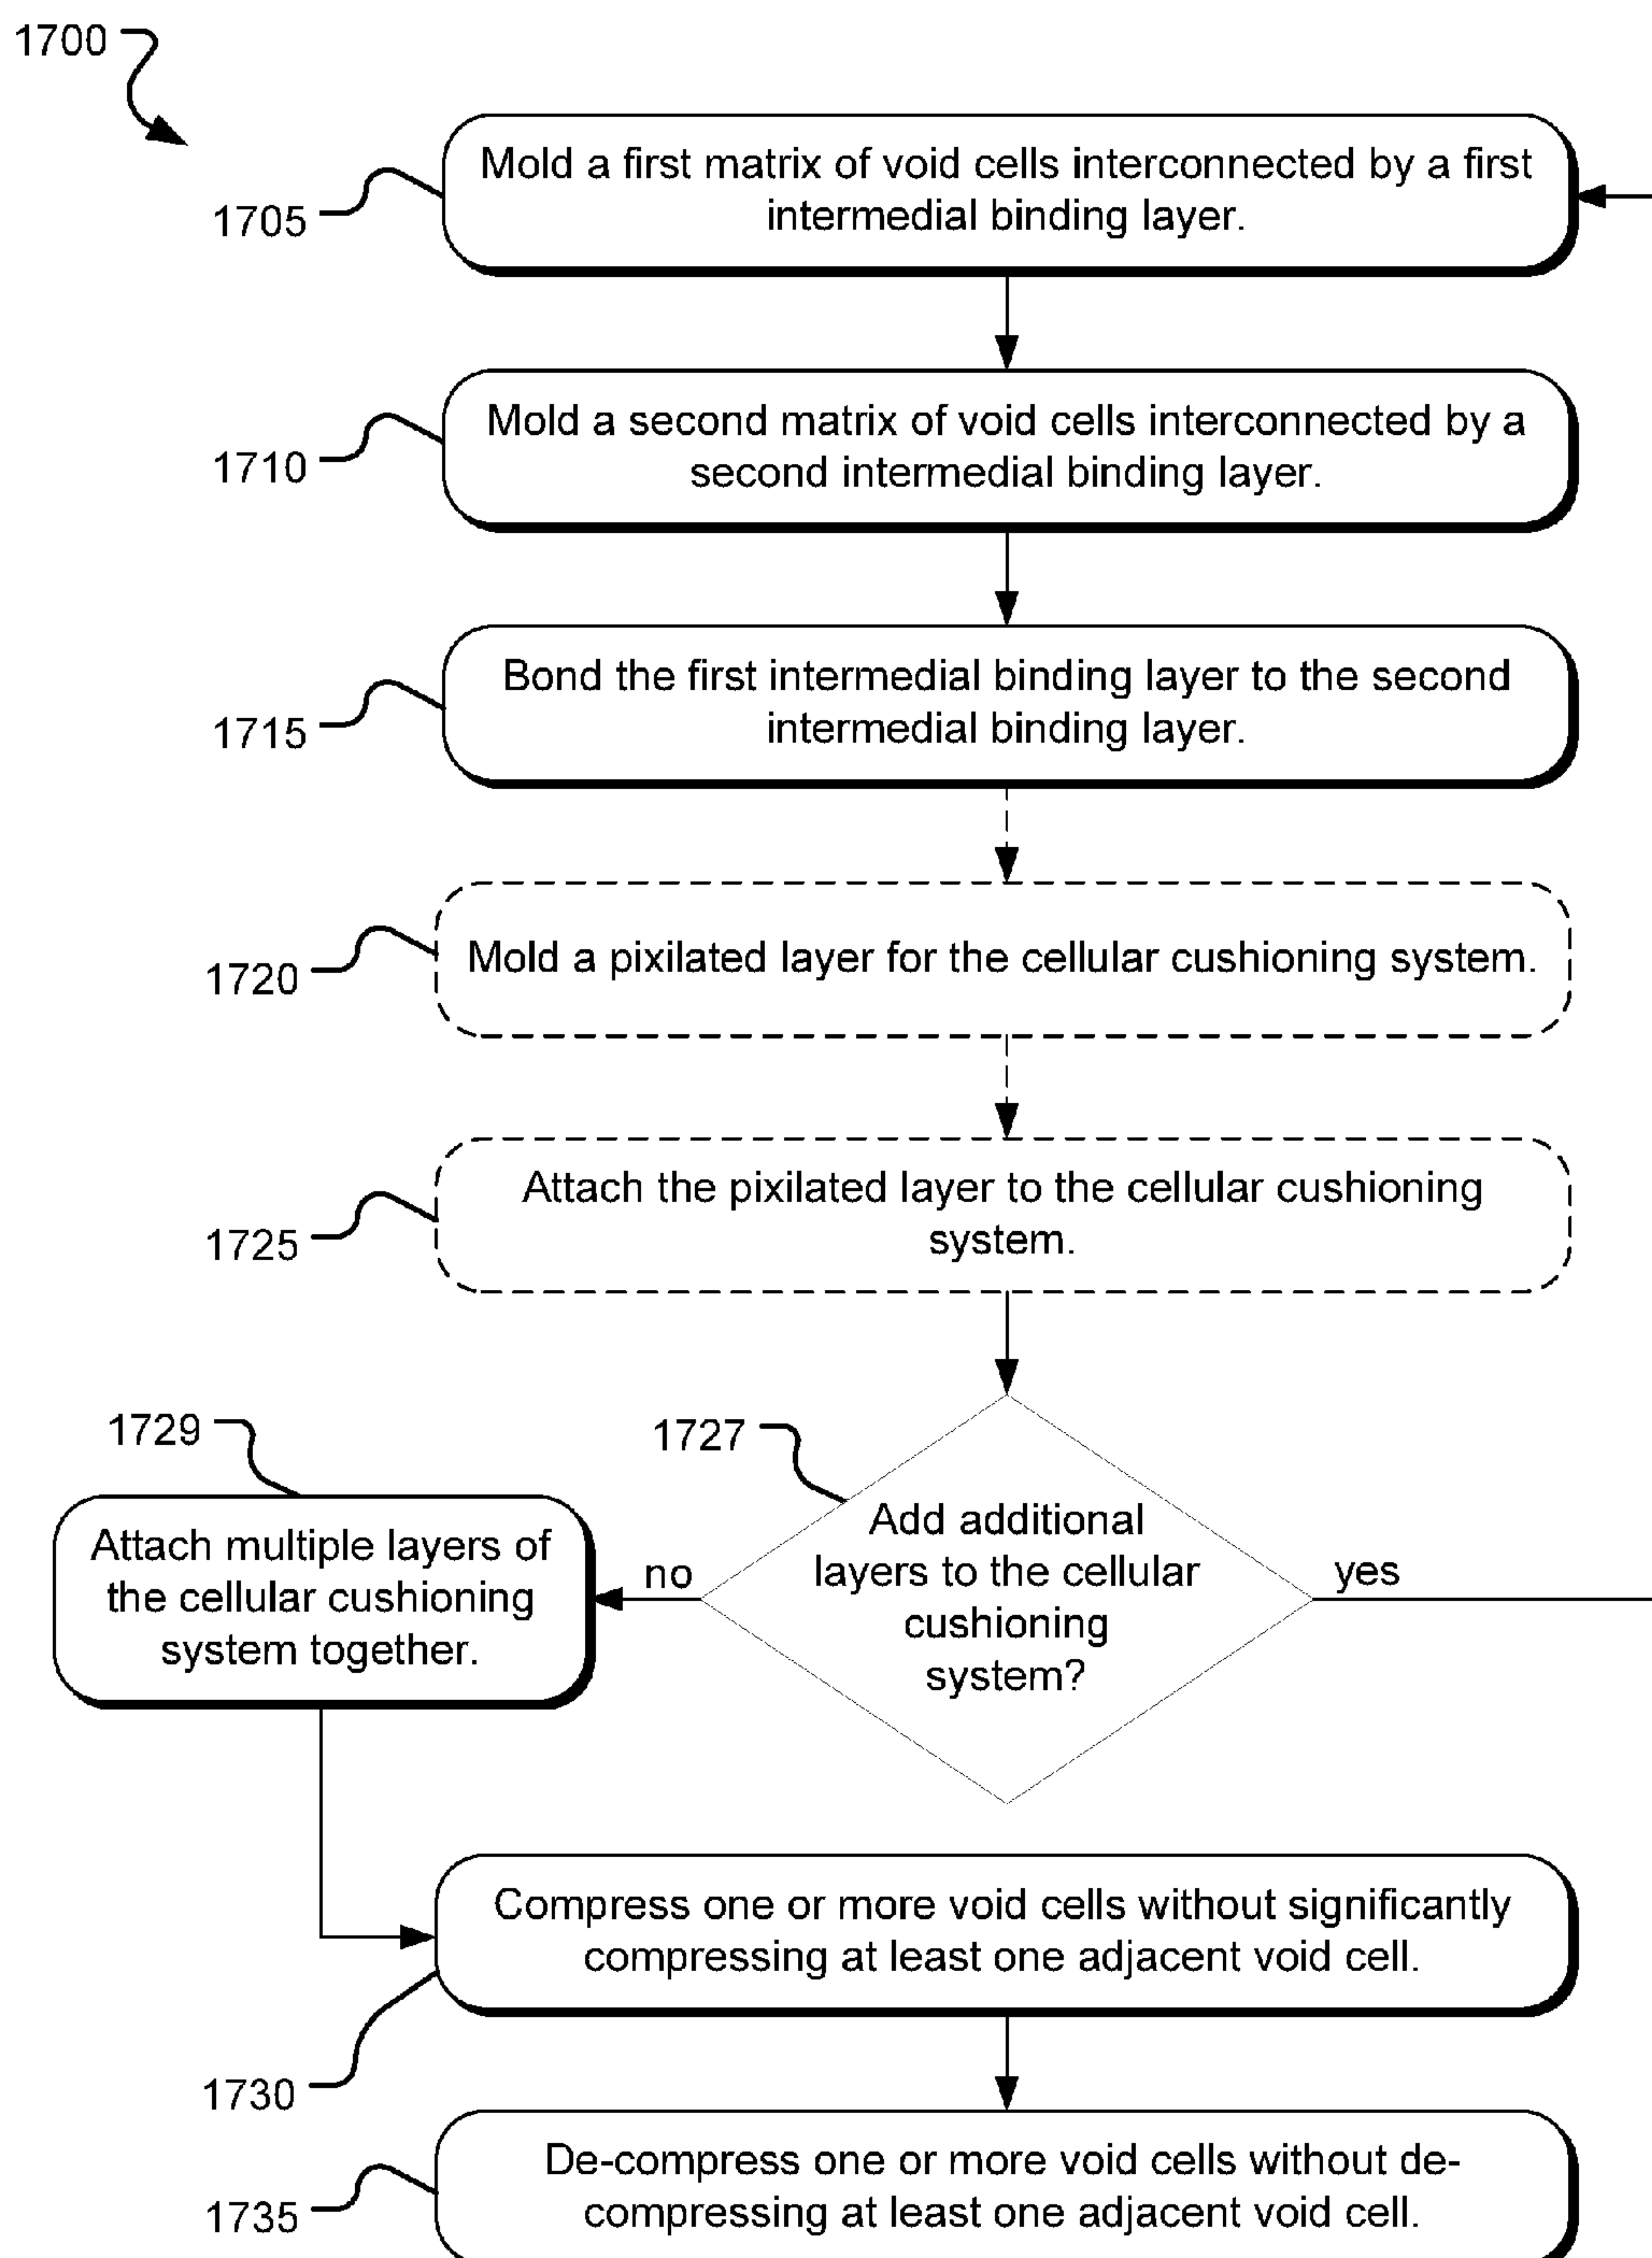 1700
Mold a first matrix of void cells interconnected by a first
intermedial binding layer.
1705
Mold a second matrix of void cells interconnected by a
second intermedial binding layer.
1710
Bond the first intermedial binding layer to the second
intermedial binding layer.
1715
Mold a pixilated layer for the cellular cushioning system.
1720
Attach the pixilated layer to the cellular cushioning
system.
1725
1729
1727
Attach multiple layers of
the cellular cushioning
system together.
no
Add additional
layers to the cellular
cushioning
system?
yes
Compress one or more void cells without significantly
compressing at least one adjacent void cell.
1730
De-compress one or more void cells without de-
compressing at least one adjacent void cell.
1735